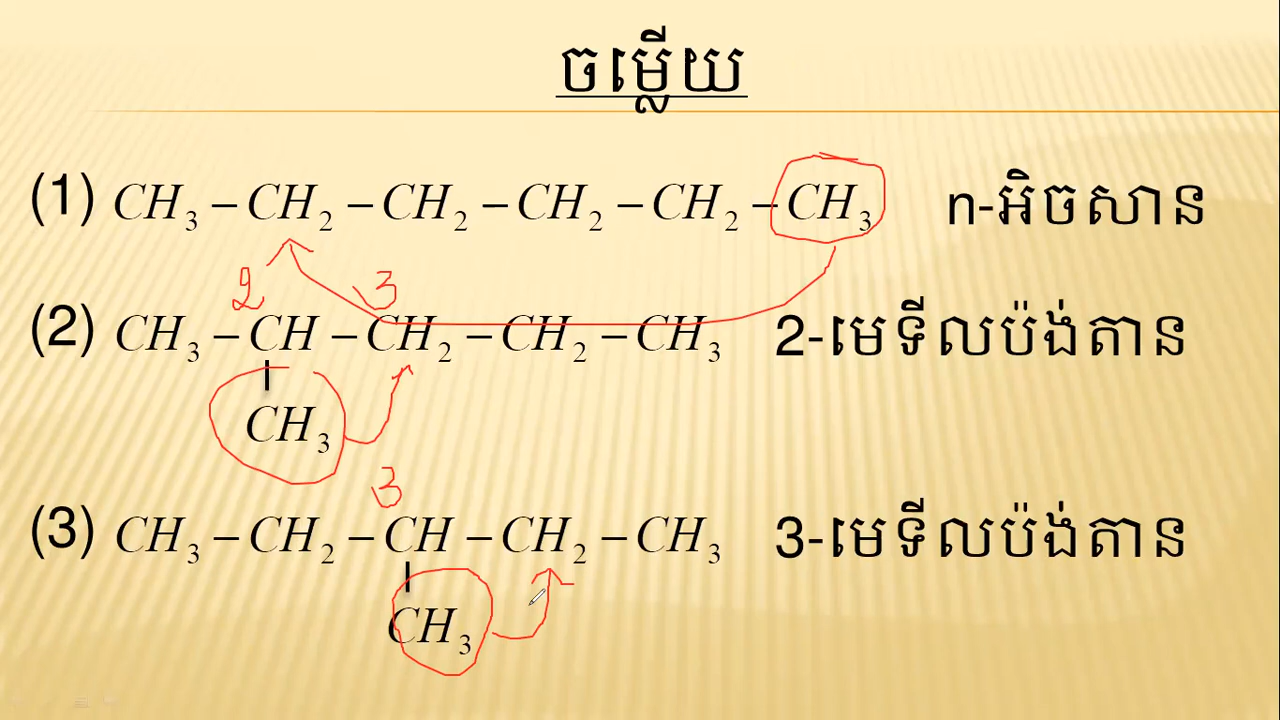 ចម្លើយ
(1) CH₃ – CH₂ – CH₂ – CH₂ – CH₂ – CH₃ n-អិចសាន
2 3
(2) CH₃ – CH – CH₂ – CH₂ – CH₃ 2-មេទីលប៉ង់តាន
CH₃
3
(3) CH₃ – CH₂ – CH – CH₂ – CH₃ 3-មេទីលប៉ង់តាន
CH₃